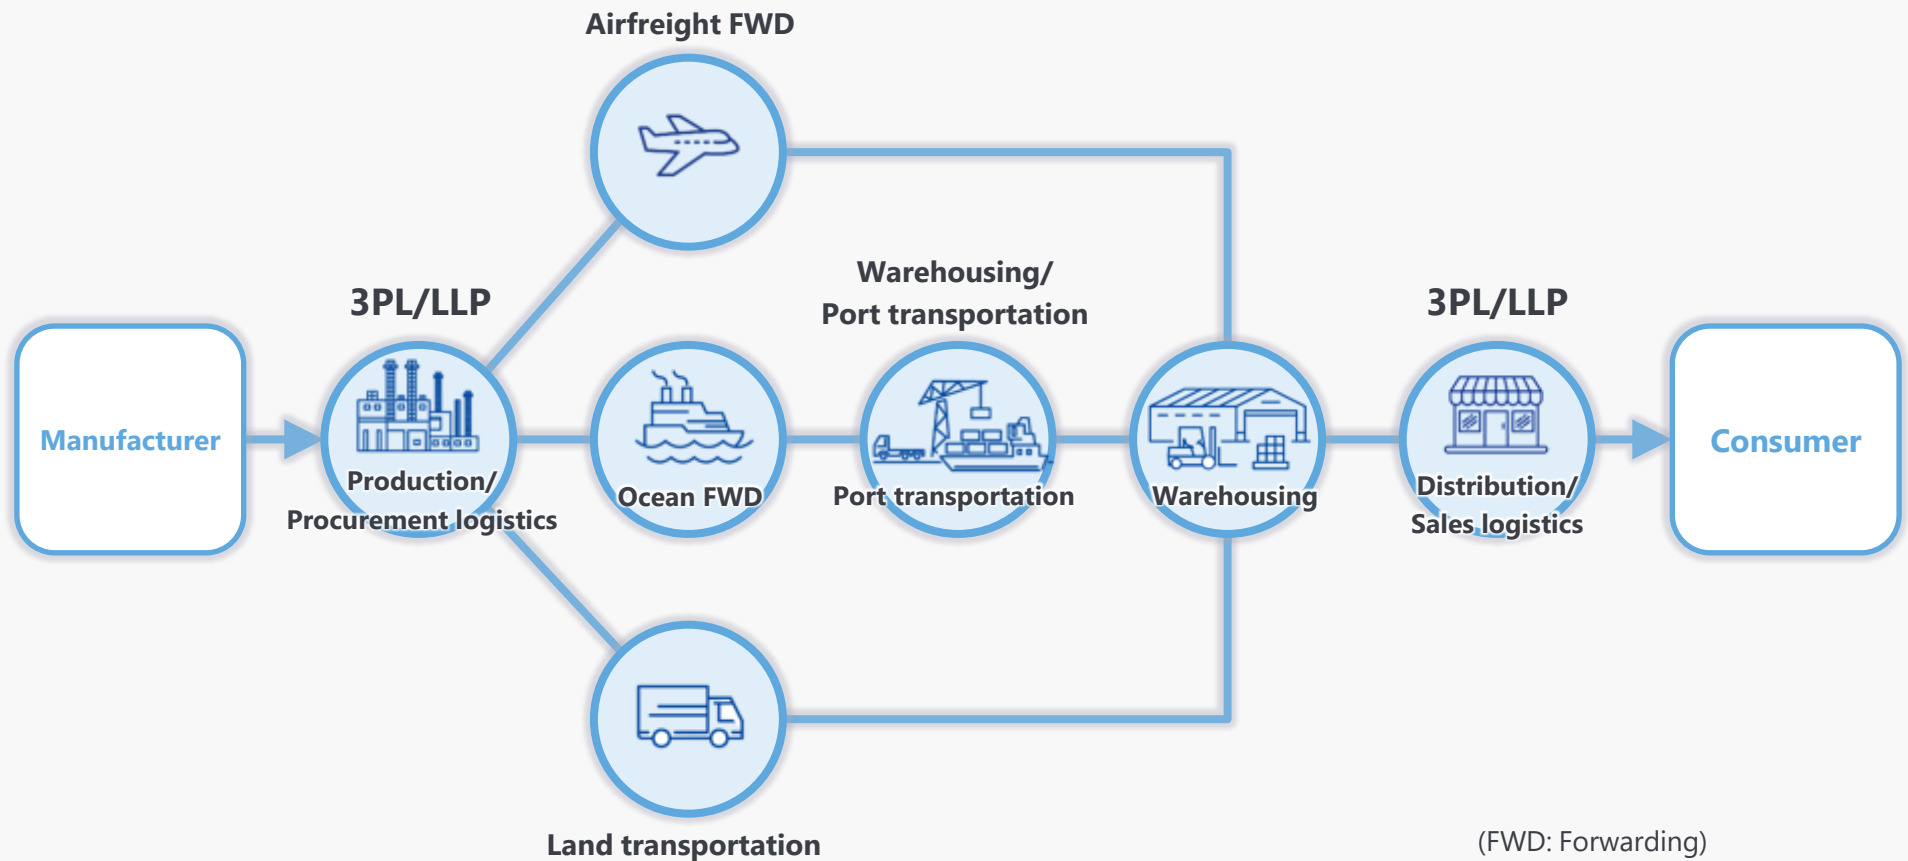 Airfreight FWD
3PL/LLP
Warehousing/
Port transportation
3PL/LLP
Manufacturer
Production/
Procurement logistics
Ocean FWD
Port transportation
Warehousing
Distribution/
Sales logistics
Consumer
Land transportation
(FWD: Forwarding)